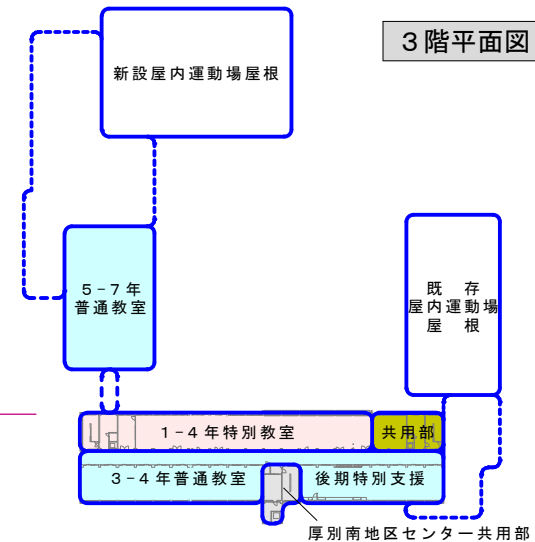 3階平面図
新設屋内運動場屋根
5-7年
普通教室
既 存
屋内運動場
屋 根
1-4年特別教室
共用部
3-4年普通教室
後期特別支援
厚別南地区センター共用部